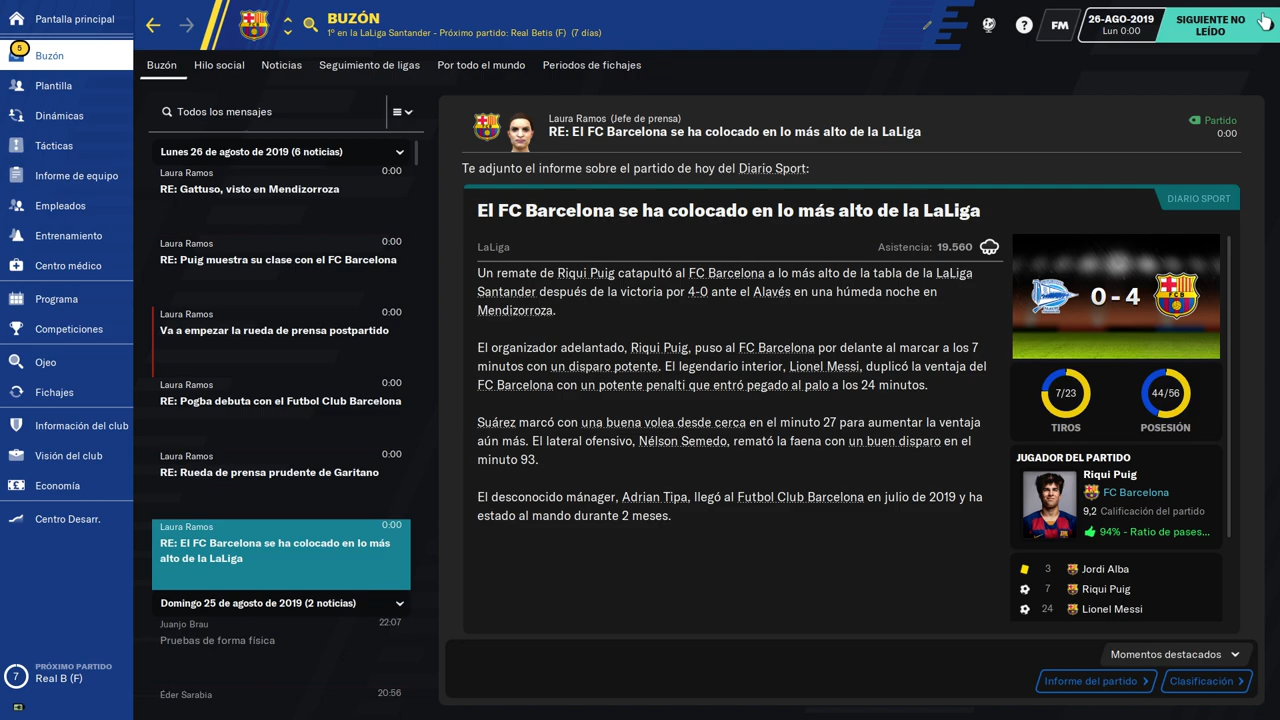 Pantalla principal
5
Buzón
Plantilla
Dinámicas
Tácticas
Informe de equipo
Empleados
Entrenamiento
Centro médico
Programa
Competiciones
Ojeo
Fichajes
Información del club
Visión del club
Economía
Centro Desarr.
7
PRÓXIMO PARTIDO
Real B (F)
BUZÓN
1º en la LaLiga Santander - Próximo partido: Real Betis (F) (7 días)
?
FM
26-AGO-2019
Lun 0:00
SIGUIENTE NO
LEÍDO
Buzón
Hilo social
Noticias
Seguimiento de ligas
Por todo el mundo
Periodos de fichajes
Todos los mensajes
Lunes 26 de agosto de 2019 (6 noticias)
Laura Ramos 0:00
RE: Gattuso, visto en Mendizorroza
Laura Ramos 0:00
RE: Puig muestra su clase con el FC Barcelona
Laura Ramos 0:00
Va a empezar la rueda de prensa postpartido
Laura Ramos 0:00
RE: Pogba debuta con el Futbol Club Barcelona
Laura Ramos 0:00
RE: Rueda de prensa prudente de Garitano
Laura Ramos 0:00
RE: El FC Barcelona se ha colocado en lo más
alto de la LaLiga
Domingo 25 de agosto de 2019 (2 noticias)
Juanjo Brau 22:07
Pruebas de forma física
Éder Sarabia 20:56
Laura Ramos (Jefe de prensa)
RE: El FC Barcelona se ha colocado en lo más alto de la LaLiga
Partido
0:00
Te adjunto el informe sobre el partido de hoy del Diario Sport:
DIARIO SPORT
El FC Barcelona se ha colocado en lo más alto de la LaLiga
LaLiga
Asistencia: 19.560
Un remate de Riqui Puig catapultó al FC Barcelona a lo más alto de la tabla de la LaLiga
Santander después de la victoria por 4-0 ante el Alavés en una húmeda noche en
Mendizorroza.
El organizador adelantado, Riqui Puig, puso al FC Barcelona por delante al marcar a los 7
minutos con un disparo potente. El legendario interior, Lionel Messi, duplicó la ventaja del
FC Barcelona con un potente penalti que entró pegado al palo a los 24 minutos.
Suárez marcó con una buena volea desde cerca en el minuto 27 para aumentar la ventaja
aún más. El lateral ofensivo, Nélson Semedo, remató la faena con un buen disparo en el
minuto 93.
El desconocido mánager, Adrian Tipa, llegó al Futbol Club Barcelona en julio de 2019 y ha
estado al mando durante 2 meses.
0 - 4
7/23
44/56
TIROS
POSESIÓN
JUGADOR DEL PARTIDO
Riqui Puig
FC Barcelona
9,2 Calificación del partido
94% - Ratio de pases...
3 Jordi Alba
7 Riqui Puig
24 Lionel Messi
Momentos destacados
Informe del partido
Clasificación